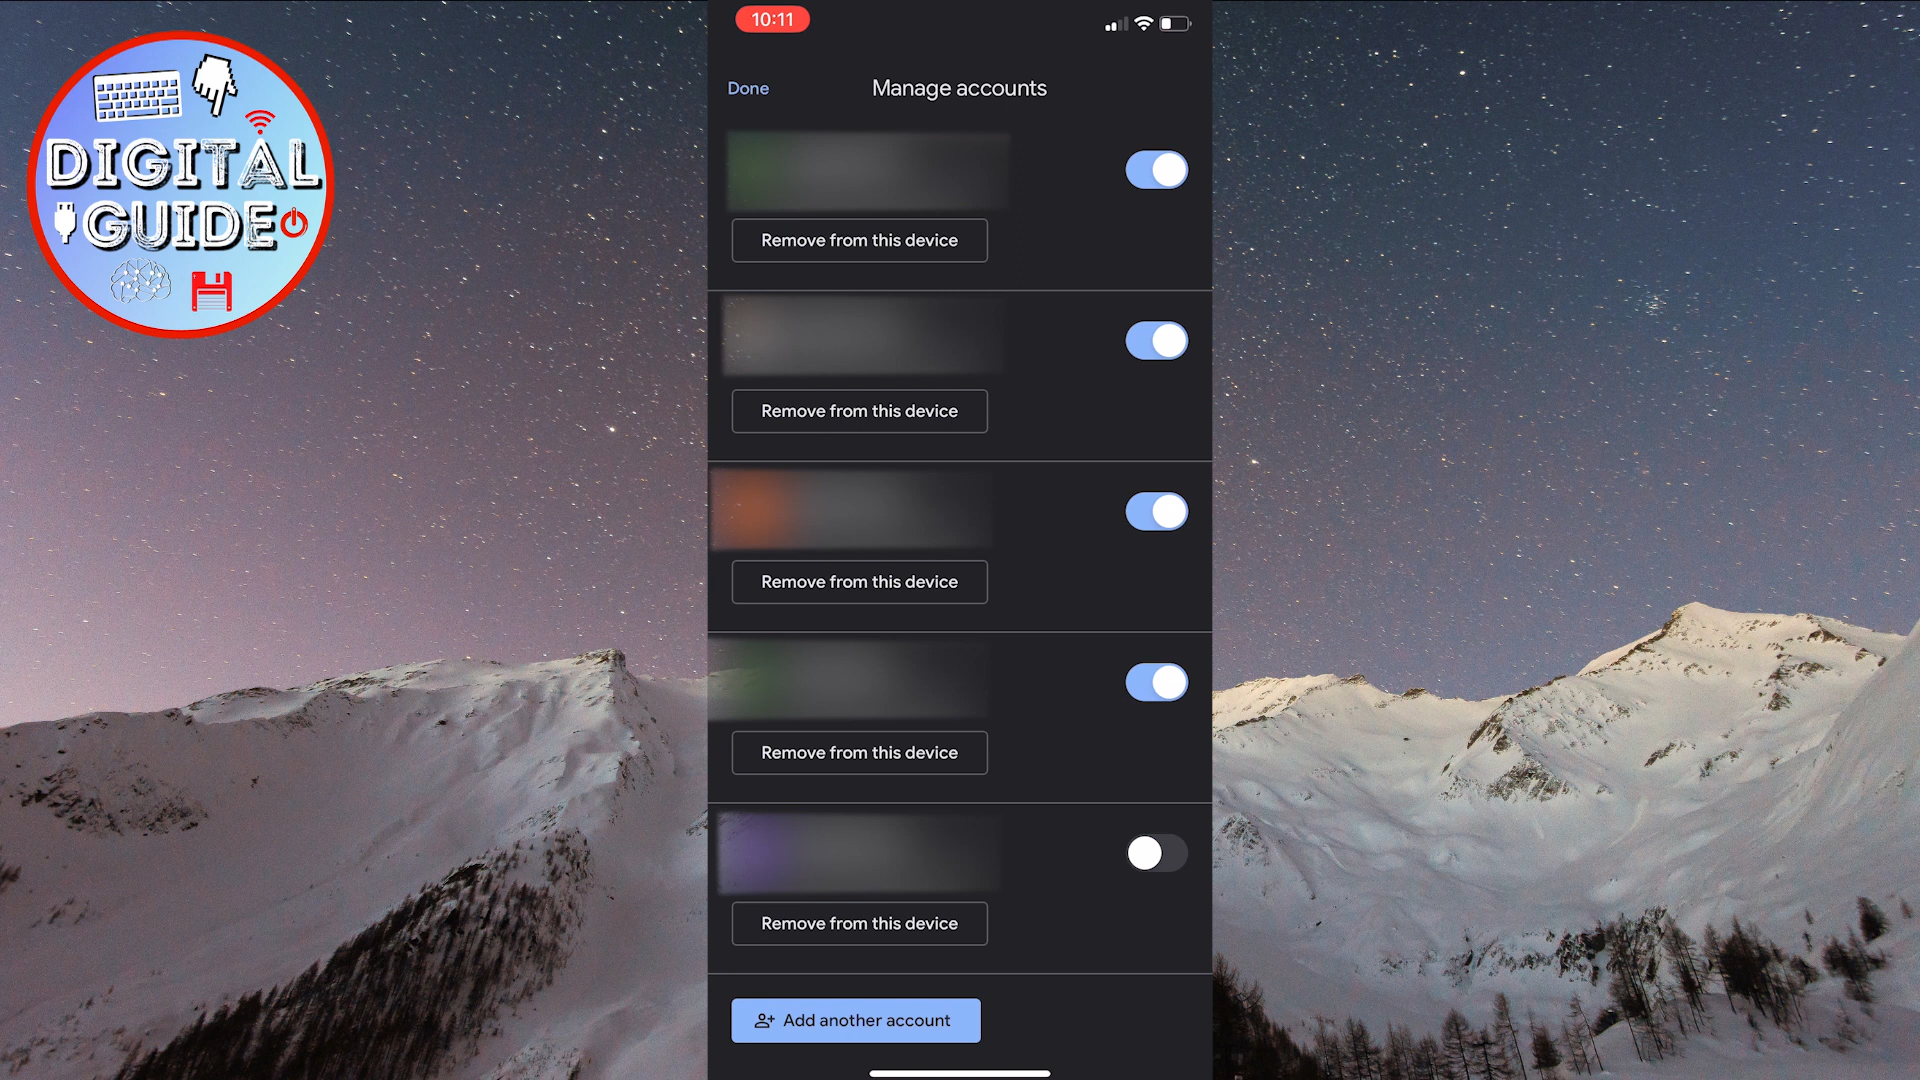 DIGITAL
GUIDE
10:11
Done
Manage accounts
Remove from this device
Remove from this device
Remove from this device
Remove from this device
Remove from this device
Add another account